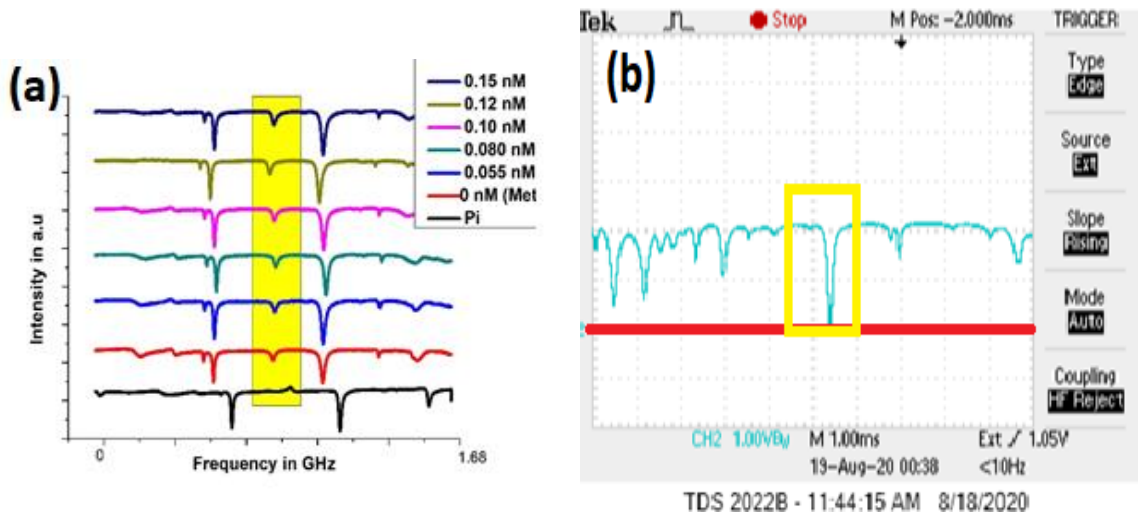 (a)
0.15 nM
0.12 nM
0.10 nM
0.080 nM
0.055 nM
0 nM (Met
Pi
Intensity in a.u
0
Frequency in GHz
1.68
(b)
Tek
Stop
M Pos: -2.000ms
TRIGGER
Type
Edge
Source
Ext
Slope
Rising
Mode
Auto
Coupling
HF Reject
CH2 1.00VBW
M 1.00ms
Ext / 1.05V
19-Aug-20 00:38
<10Hz
TDS 2022B - 11:44:15 AM 8/18/2020